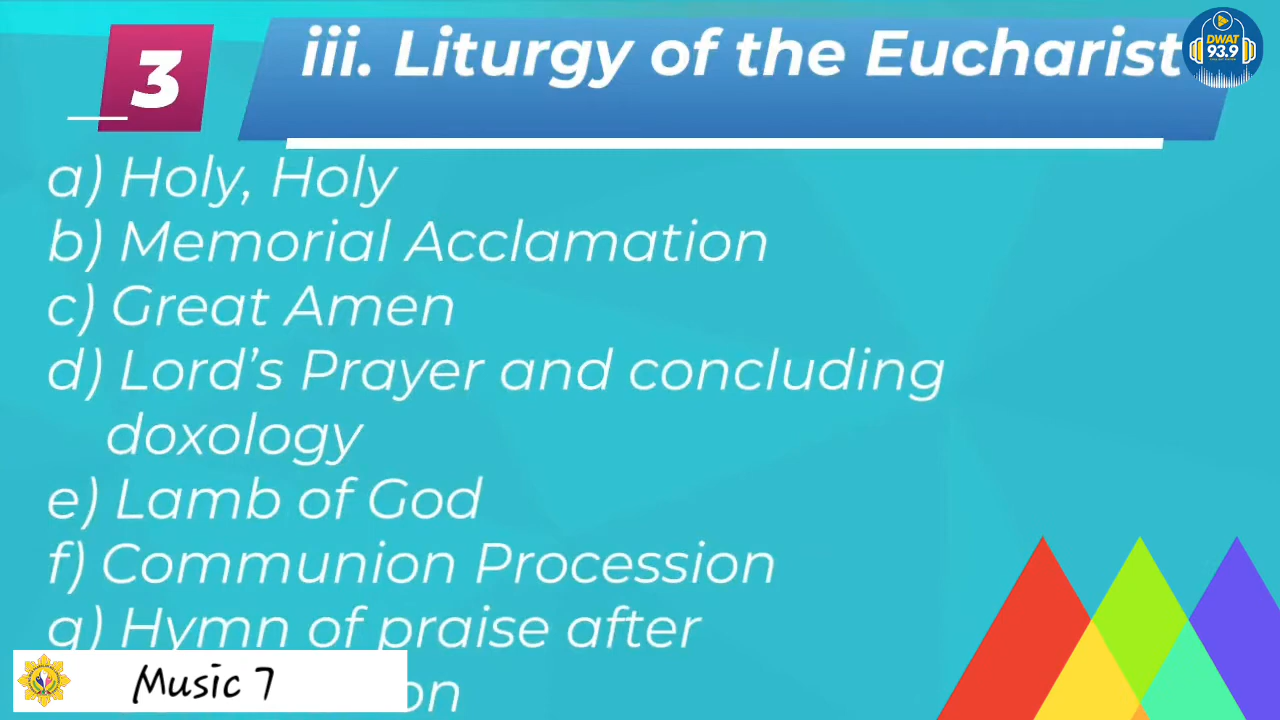 3
iii. Liturgy of the Eucharist
DWAT
93.9
a) Holy, Holy
b) Memorial Acclamation
c) Great Amen
d) Lord's Prayer and concluding
doxology
e) Lamb of God
f) Communion Procession
g) Hymn of praise after
Music 7